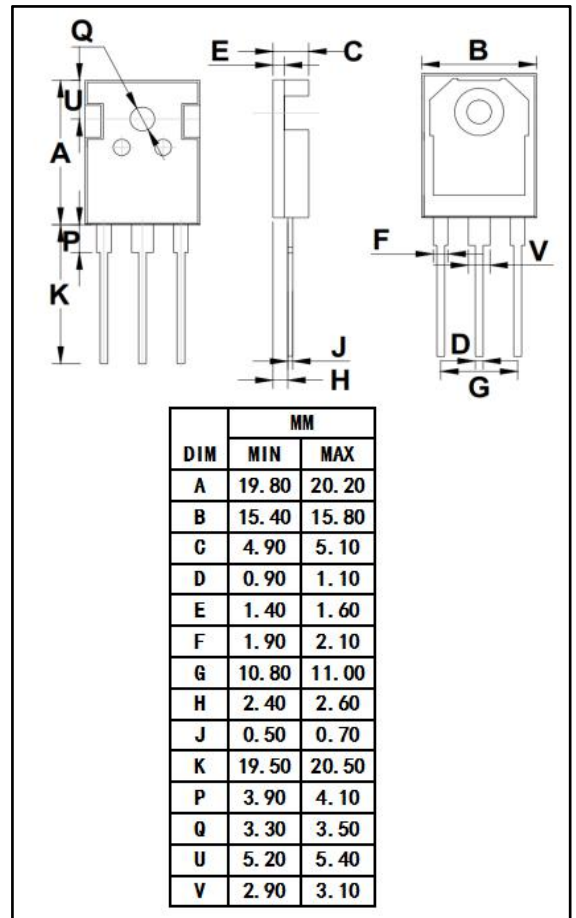 Q
E
C
B
U
A
P
K
F
V
D
J
H
G
MM
DIM MIN MAX
A 19.80 20.20
B 15.40 15.80
C 4.90 5.10
D 0.90 1.10
E 1.40 1.60
F 1.90 2.10
G 10.80 11.00
H 2.40 2.60
J 0.50 0.70
K 19.50 20.50
P 3.90 4.10
Q 3.30 3.50
U 5.20 5.40
V 2.90 3.10